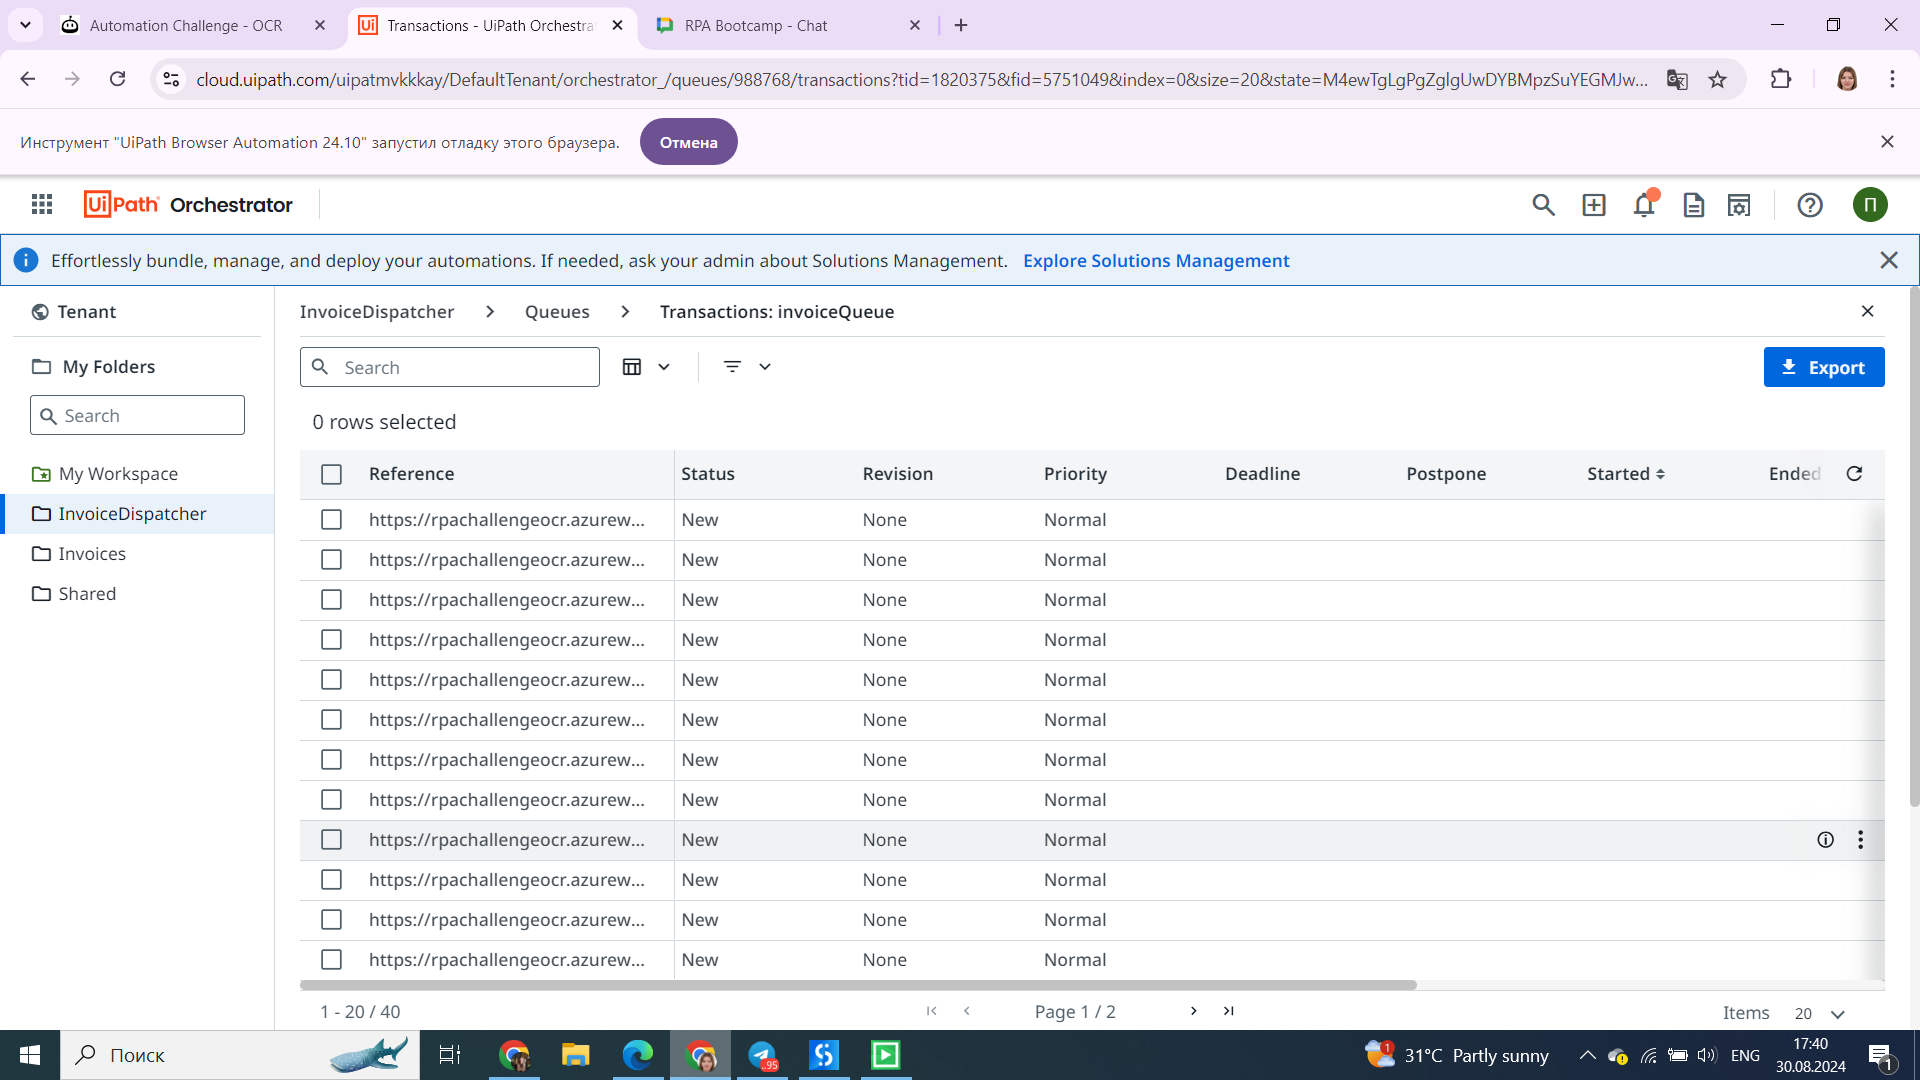 Automation Challenge - OCR
Transactions - UiPath Orchestra
RPA Bootcamp - Chat
cloud.uipath.com/uipatmvkkkay/DefaultTenant/orchestrator_/queues/988768/transactions?tid=1820375&fid=5751049&index=0&size=20&state=M4ewTgLgPgZglgUwDYBMpzSuYEGMJw...
Инструмент "UiPath Browser Automation 24.10" запустил отладку этого браузера.
Отмена
UiPath Orchestrator
П
Effortlessly bundle, manage, and deploy your automations. If needed, ask your admin about Solutions Management. Explore Solutions Management
Tenant
InvoiceDispatcher > Queues > Transactions: invoiceQueue
My Folders
Search
Export
Search
0 rows selected
My Workspace
InvoiceDispatcher
Invoices
Shared
Reference Status Revision Priority Deadline Postpone Started Ended
https://rpachallengeocr.azurew... New None Normal
https://rpachallengeocr.azurew... New None Normal
https://rpachallengeocr.azurew... New None Normal
https://rpachallengeocr.azurew... New None Normal
https://rpachallengeocr.azurew... New None Normal
https://rpachallengeocr.azurew... New None Normal
https://rpachallengeocr.azurew... New None Normal
https://rpachallengeocr.azurew... New None Normal
https://rpachallengeocr.azurew... New None Normal
https://rpachallengeocr.azurew... New None Normal
https://rpachallengeocr.azurew... New None Normal
https://rpachallengeocr.azurew... New None Normal
1 - 20 / 40
Page 1 / 2
Items 20
Поиск
..95
1
31°C Partly sunny
ENG
17:40
30.08.2024
1